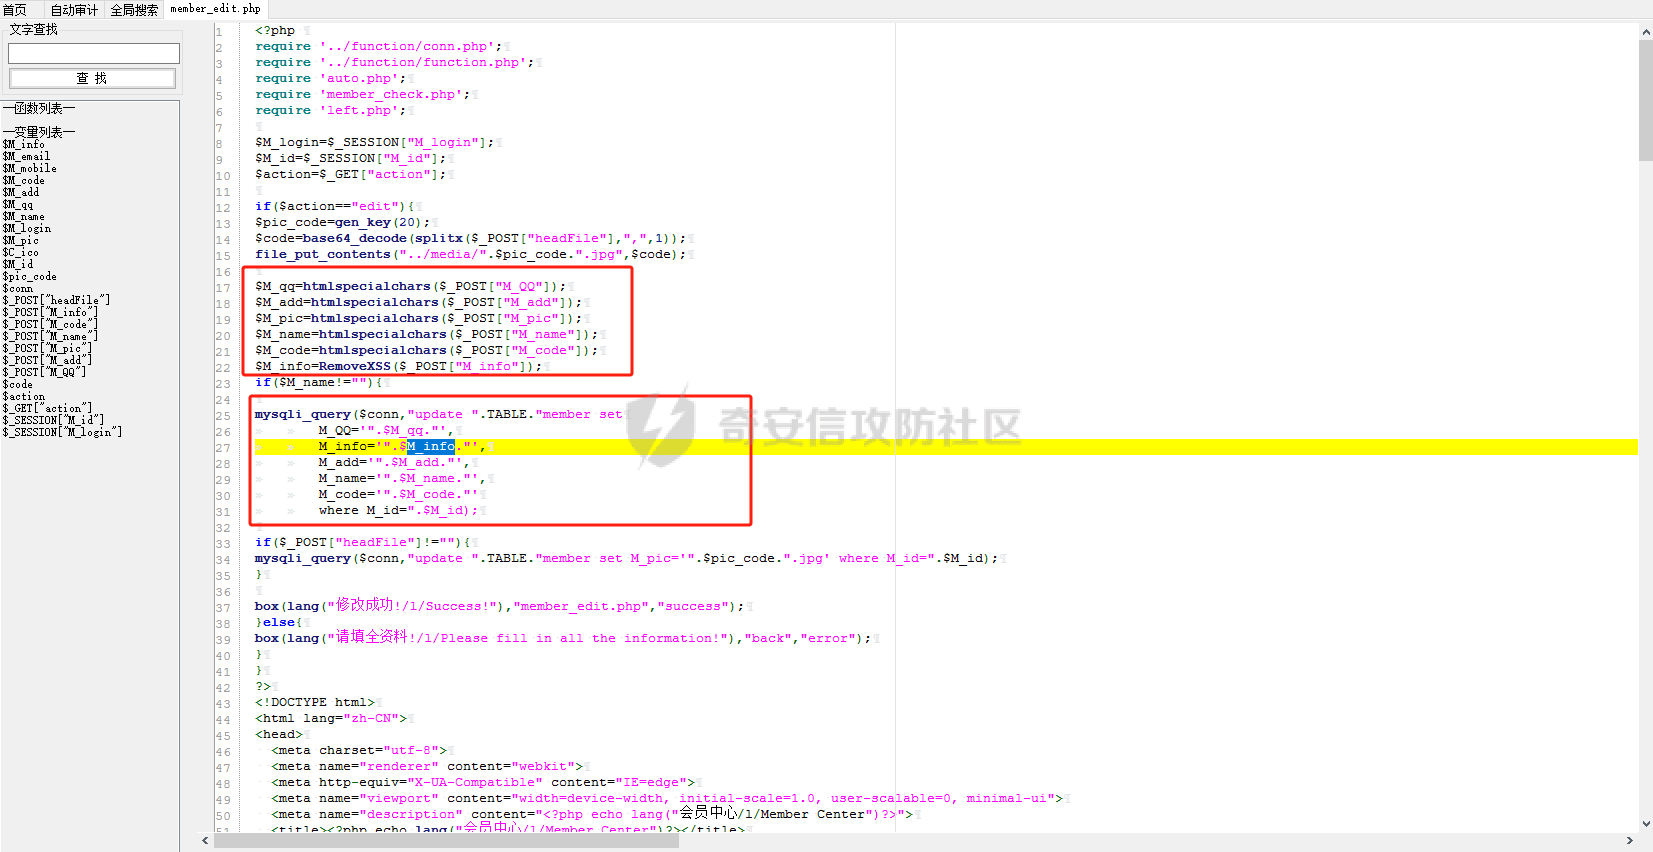 首页 自动审计 全局搜索 member_edit.php
文字查找
查 找
一函数列表一
一变量列表一
$M_info
$M_email
$M_mobile
$M_code
$M_add
$M_qq
$M_name
$M_login
$M_pic
$C_ico
$M_id
$pic_code
$conn
$_POST["headFile"]
$_POST["M_info"]
$_POST["M_code"]
$_POST["M_name"]
$_POST["M_pic"]
$_POST["M_add"]
$_POST["M_QQ"]
$code
$action
$_GET["action"]
$_SESSION["M_id"]
$_SESSION["M_login"]
1 <?php
2 require '../function/conn.php';
3 require '../function/function.php';
4 require 'auto.php';
5 require 'member_check.php';
6 require 'left.php';
7
8 $M_login=$_SESSION["M_login"];
9 $M_id=$_SESSION["M_id"];
10 $action=$_GET["action"];
11
12 if($action=="edit"){
13 $pic_code=gen_key(20);
14 $code=base64_decode(splitx($_POST["headFile"],",",1));
15 file_put_contents("../media/".$pic_code.".jpg",$code);
16
17 $M_qq=htmlspecialchars($_POST["M_QQ"]);
18 $M_add=htmlspecialchars($_POST["M_add"]);
19 $M_pic=htmlspecialchars($_POST["M_pic"]);
20 $M_name=htmlspecialchars($_POST["M_name"]);
21 $M_code=htmlspecialchars($_POST["M_code"]);
22 $M_info=RemoveXSS($_POST["M_info"]);
23 if($M_name!=""){
24
25 mysqli_query($conn,"update ".TABLE."member set
26 M_QQ='".$M_qq."',
27 M_info='".$M_info."',
28 M_add='".$M_add."',
29 M_name='".$M_name."',
30 M_code='".$M_code."'
31 where M_id=".$M_id);
32
33 if($_POST["headFile"]!=""){
34 mysqli_query($conn,"update ".TABLE."member set M_pic='".$pic_code.".jpg' where M_id=".$M_id);
35 }
36
37 box(lang("修改成功!/l/Success!"),"member_edit.php","success");
38 }else{
39 box(lang("请填全资料!/l/Please fill in all the information!"),"back","error");
40 }
41 }
42 ?>
43 <!DOCTYPE html>
44 <html lang="zh-CN">
45 <head>
46 <meta charset="utf-8">
47 <meta name="renderer" content="webkit">
48 <meta http-equiv="X-UA-Compatible" content="IE=edge">
49 <meta name="viewport" content="width=device-width, initial-scale=1.0, user-scalable=0, minimal-ui">
50 <meta name="description" content="<?php echo lang("会员中心/l/Member Center")?>">
51 <title><?php echo lang("会员中心/l/Member Center")?></title>
奇安信攻防社区